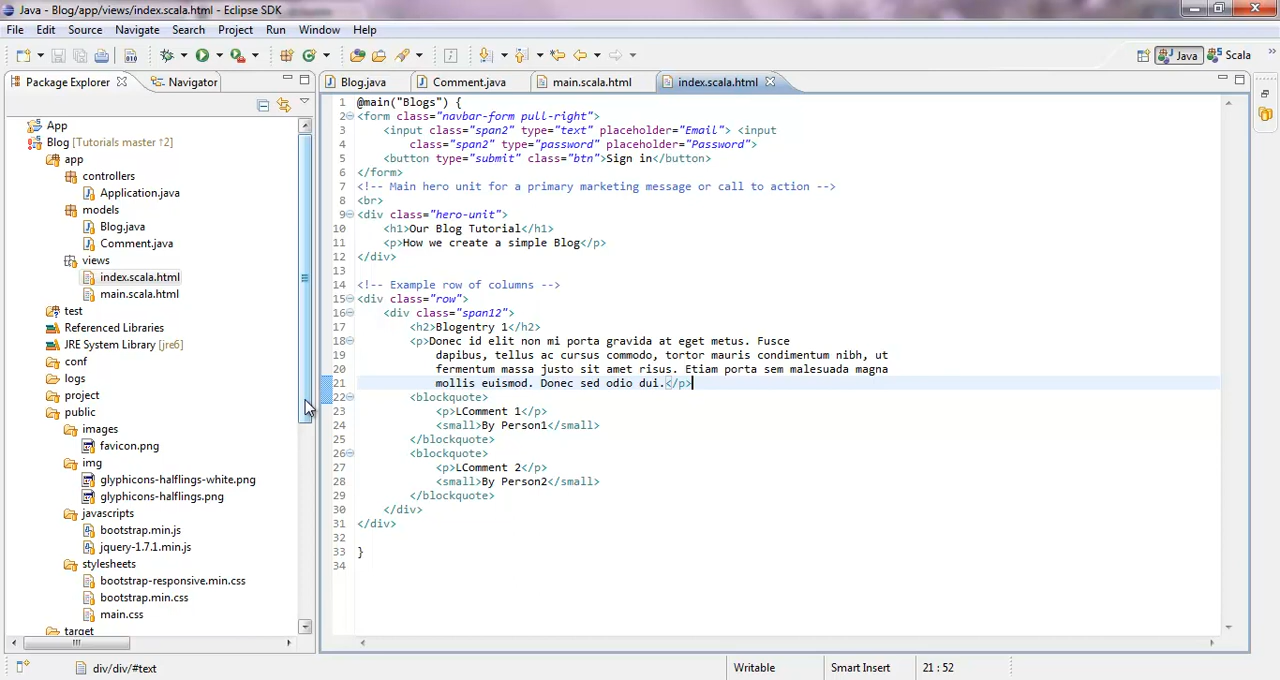 Java - Blog/app/views/index.scala.html - Eclipse SDK
File Edit Source Navigate Search Project Run Window Help
Java Scala
Package Explorer Navigator
Blog.java Comment.java main.scala.html index.scala.html
App
Blog [Tutorials master ↑2]
app
controllers
Application.java
models
Blog.java
Comment.java
views
index.scala.html
main.scala.html
test
Referenced Libraries
JRE System Library [jre6]
conf
logs
project
public
images
favicon.png
img
glyphicons-halflings-white.png
glyphicons-halflings.png
javascripts
bootstrap.min.js
jquery-1.7.1.min.js
stylesheets
bootstrap-responsive.min.css
bootstrap.min.css
main.css
target
1 @main("Blogs") {
2 <form class="navbar-form pull-right">
3 <input class="span2" type="text" placeholder="Email"> <input
4 class="span2" type="password" placeholder="Password">
5 <button type="submit" class="btn">Sign in</button>
6 </form>
7 <!-- Main hero unit for a primary marketing message or call to action -->
8 <br>
9 <div class="hero-unit">
10 <h1>Our Blog Tutorial</h1>
11 <p>How we create a simple Blog</p>
12 </div>
13
14 <!-- Example row of columns -->
15 <div class="row">
16 <div class="span12">
17 <h2>Blogentry 1</h2>
18 <p>Donec id elit non mi porta gravida at eget metus. Fusce
19 dapibus, tellus ac cursus commodo, tortor mauris condimentum nibh, ut
20 fermentum massa justo sit amet risus. Etiam porta sem malesuada magna
21 mollis euismod. Donec sed odio dui.</p>
22 <blockquote>
23 <p>LComment 1</p>
24 <small>By Person1</small>
25 </blockquote>
26 <blockquote>
27 <p>LComment 2</p>
28 <small>By Person2</small>
29 </blockquote>
30 </div>
31 </div>
32
33 }
34
div/div/#text Writable Smart Insert 21 : 52